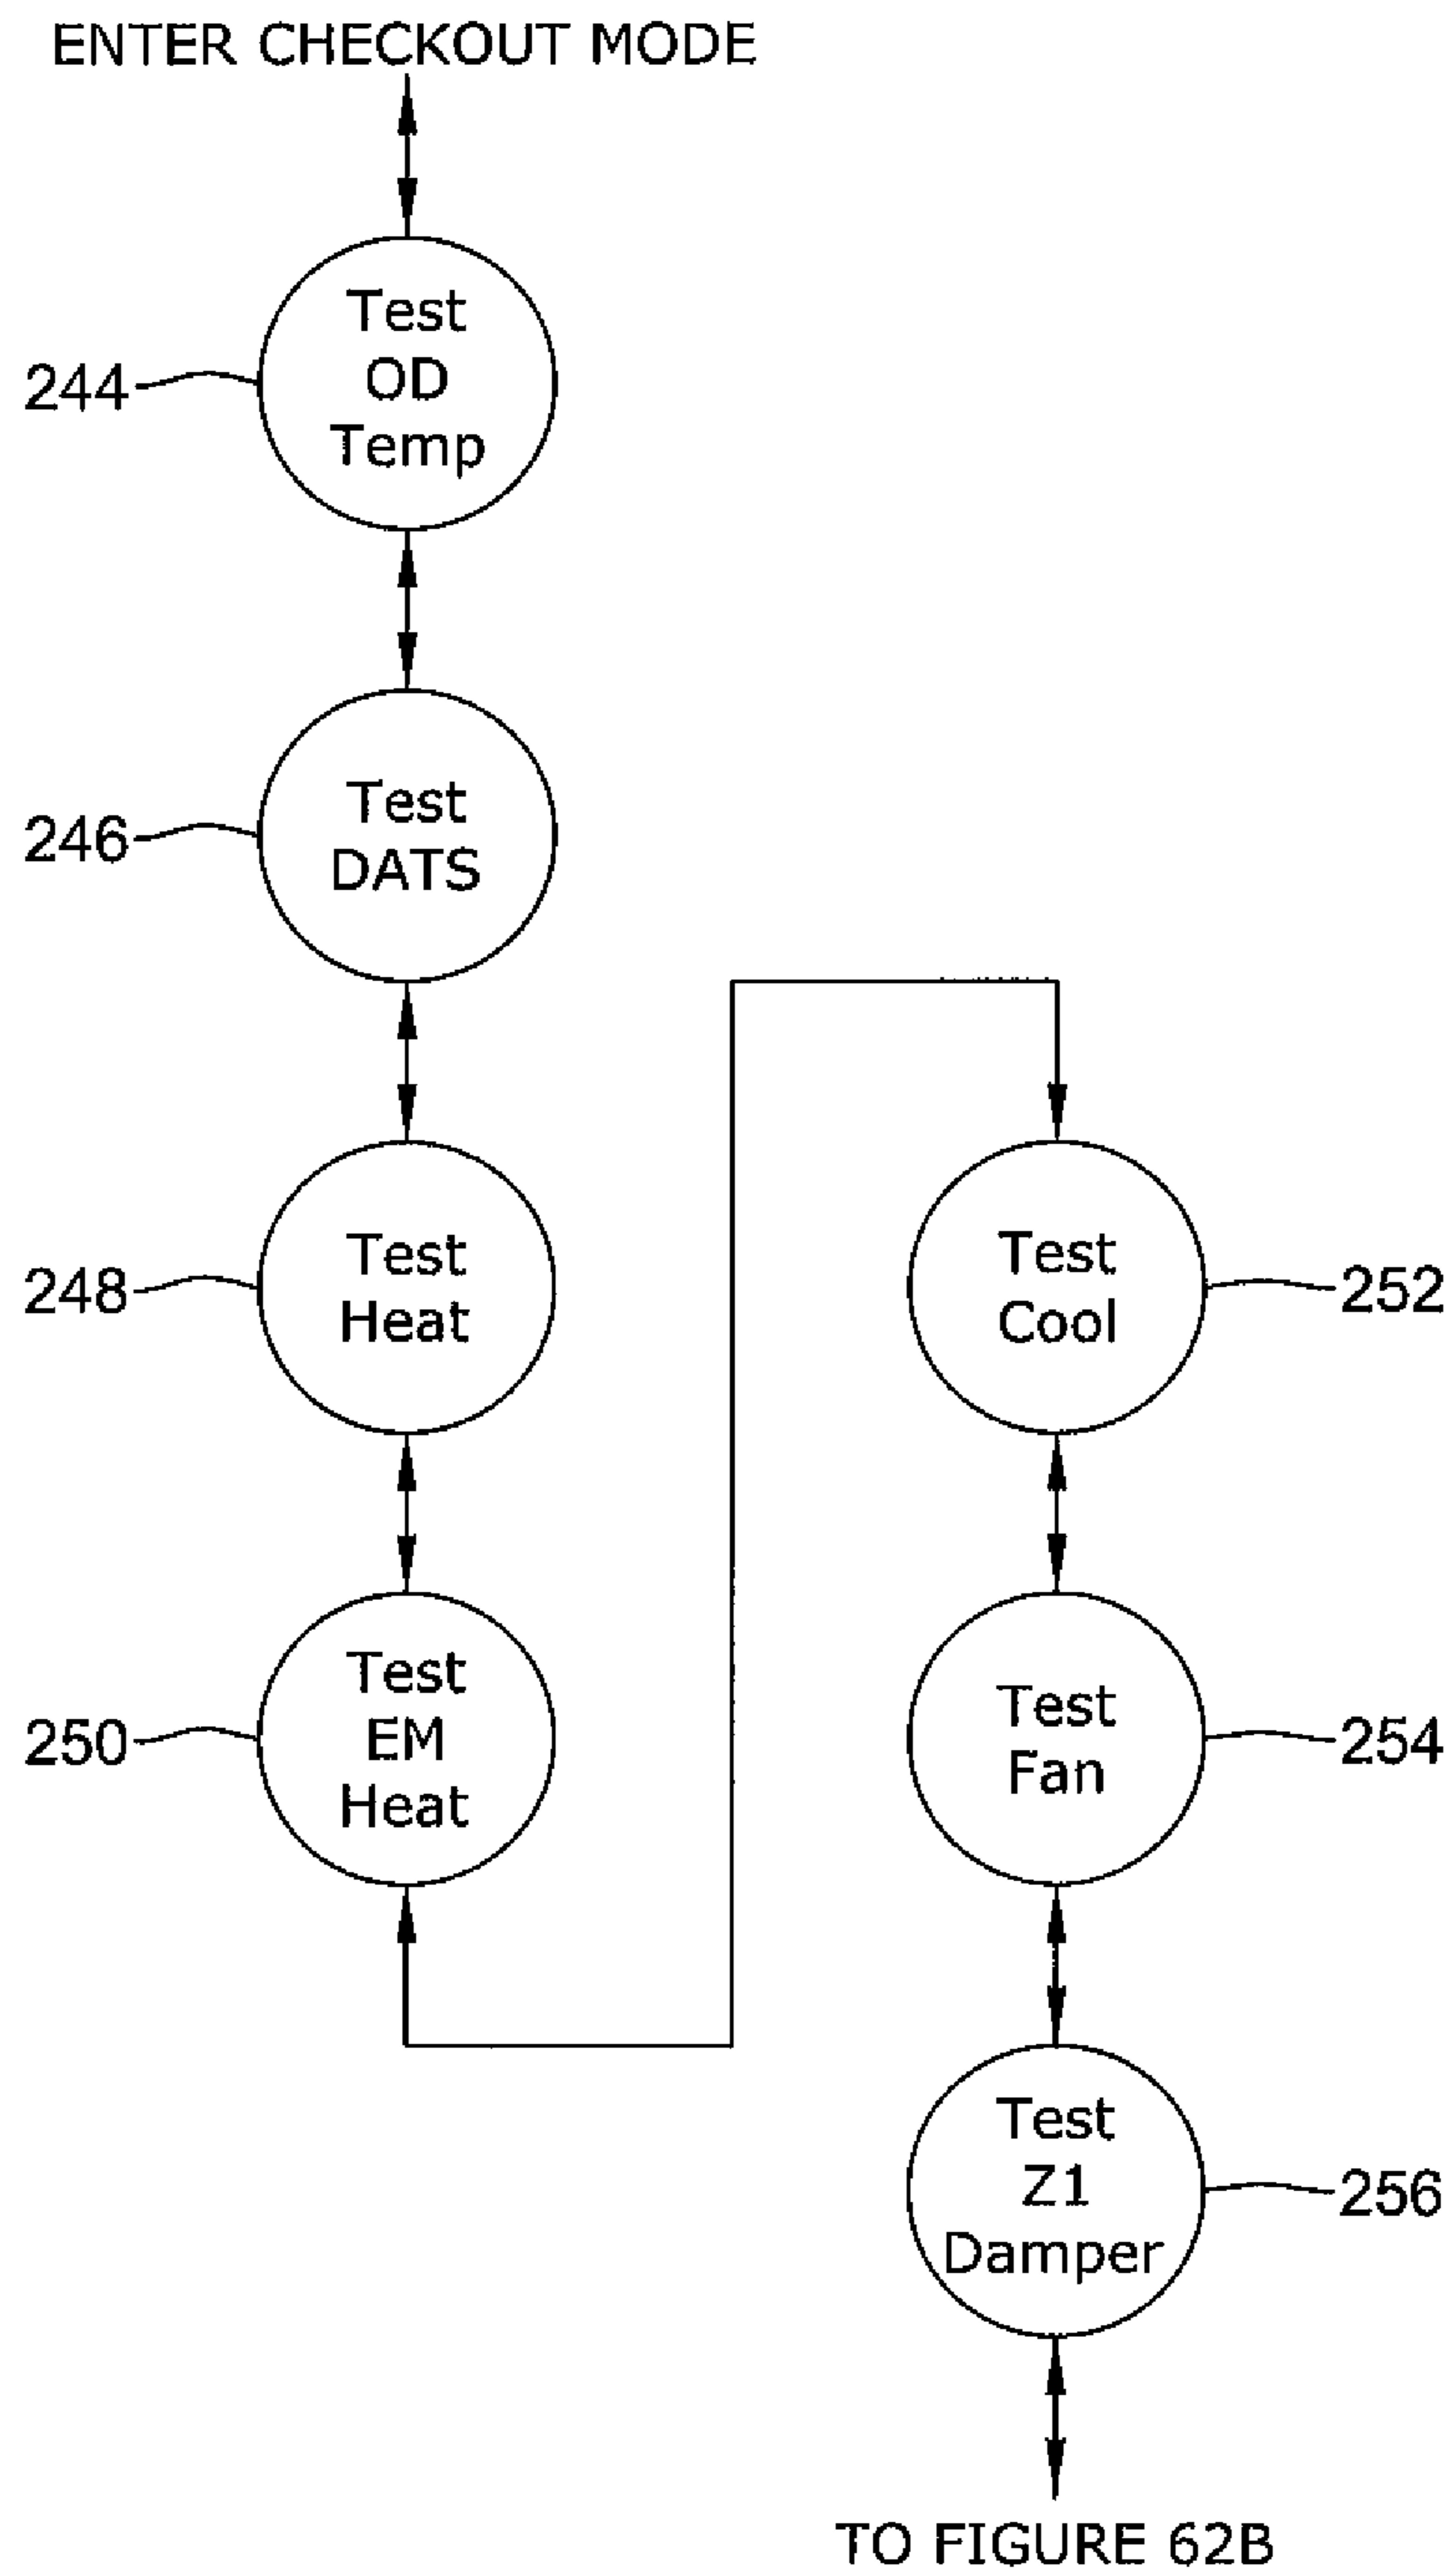 ENTER CHECKOUT MODE
244
Test
OD
Temp
246
Test
DATS
248
Test
Heat
250
Test
EM
Heat
Test
Cool
252
Test
Fan
254
Test
Z1
Damper
256
TO FIGURE 62B